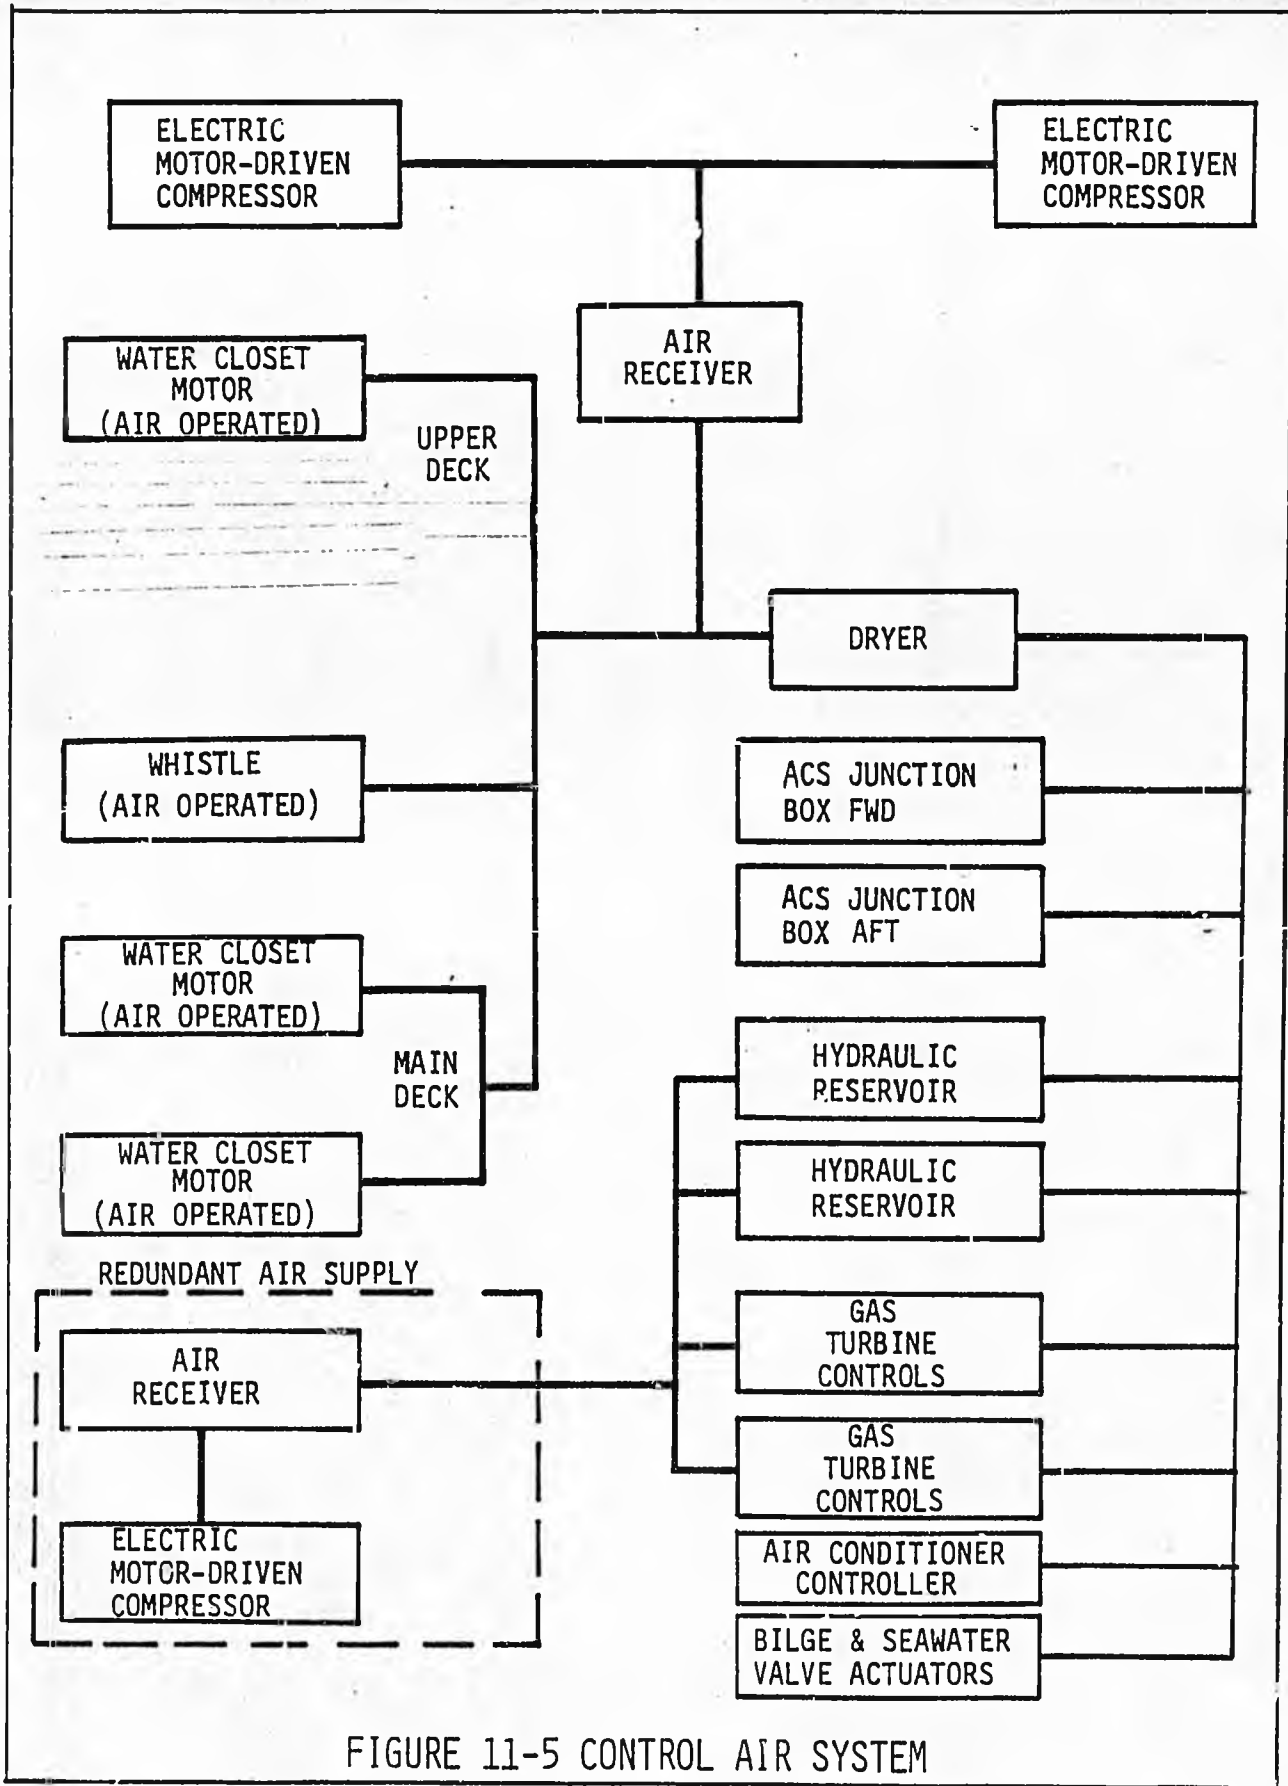 ELECTRIC
MOTOR-DRIVEN
COMPRESSOR
ELECTRIC
MOTOR-DRIVEN
COMPRESSOR
AIR
RECEIVER
WATER CLOSET
MOTOR
(AIR OPERATED)
UPPER
DECK
DRYER
WHISTLE
(AIR OPERATED)
ACS JUNCTION
BOX FWD
ACS JUNCTION
BOX AFT
WATER CLOSET
MOTOR
(AIR OPERATED)
MAIN
DECK
HYDRAULIC
RESERVOIR
WATER CLOSET
MOTOR
(AIR OPERATED)
HYDRAULIC
RESERVOIR
REDUNDANT AIR SUPPLY
AIR
RECEIVER
GAS
TURBINE
CONTROLS
GAS
TURBINE
CONTROLS
ELECTRIC
MOTOR-DRIVEN
COMPRESSOR
AIR CONDITIONER
CONTROLLER
BILGE & SEAWATER
VALVE ACTUATORS
FIGURE 11-5 CONTROL AIR SYSTEM